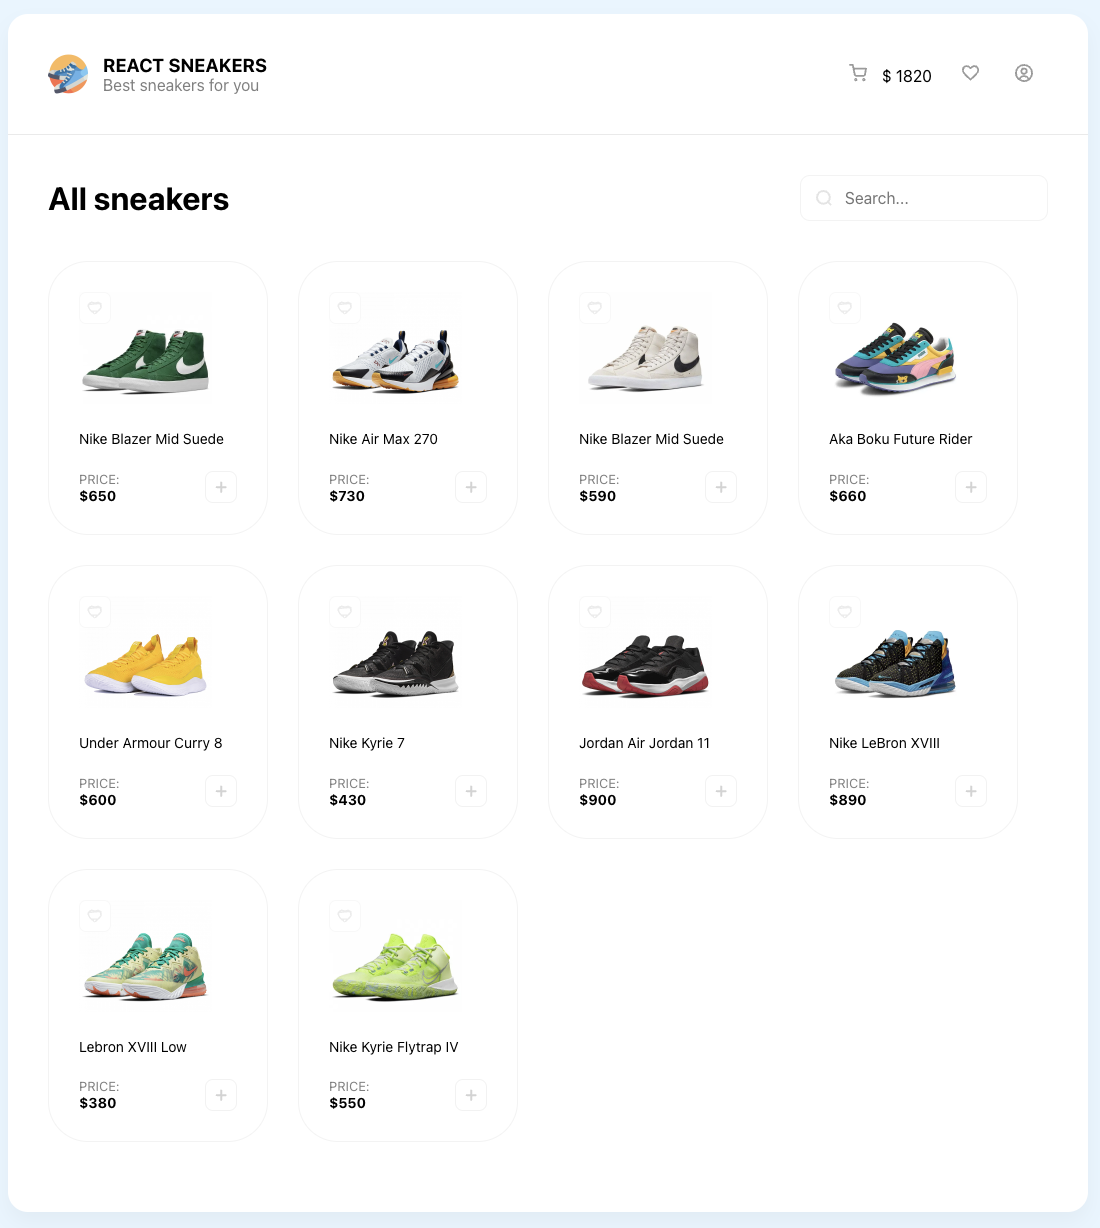 REACT SNEAKERS
Best sneakers for you
$ 1820
All sneakers
Search...
Nike Blazer Mid Suede
PRICE:
$650
Nike Air Max 270
PRICE:
$730
Nike Blazer Mid Suede
PRICE:
$590
Aka Boku Future Rider
PRICE:
$660
Under Armour Curry 8
PRICE:
$600
Nike Kyrie 7
PRICE:
$430
Jordan Air Jordan 11
PRICE:
$900
Nike LeBron XVIII
PRICE:
$890
Lebron XVIII Low
PRICE:
$380
Nike Kyrie Flytrap IV
PRICE:
$550